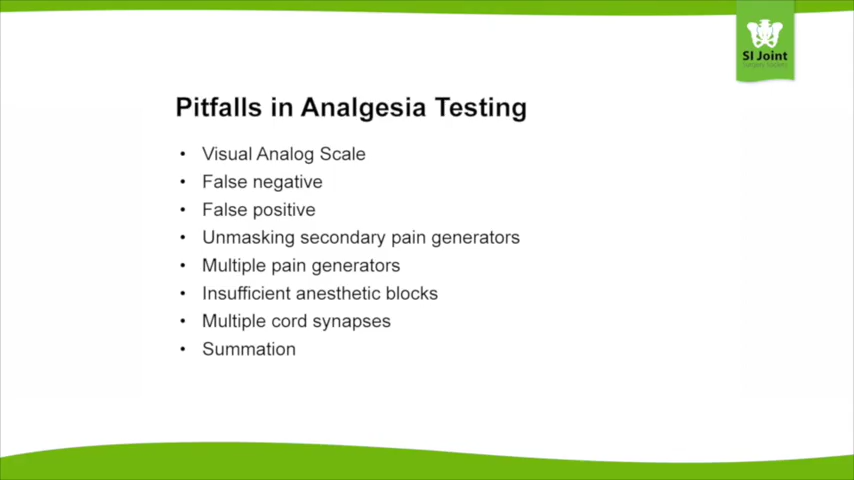 SI Joint
Pitfalls in Analgesia Testing
• Visual Analog Scale
• False negative
• False positive
• Unmasking secondary pain generators
• Multiple pain generators
• Insufficient anesthetic blocks
• Multiple cord synapses
• Summation